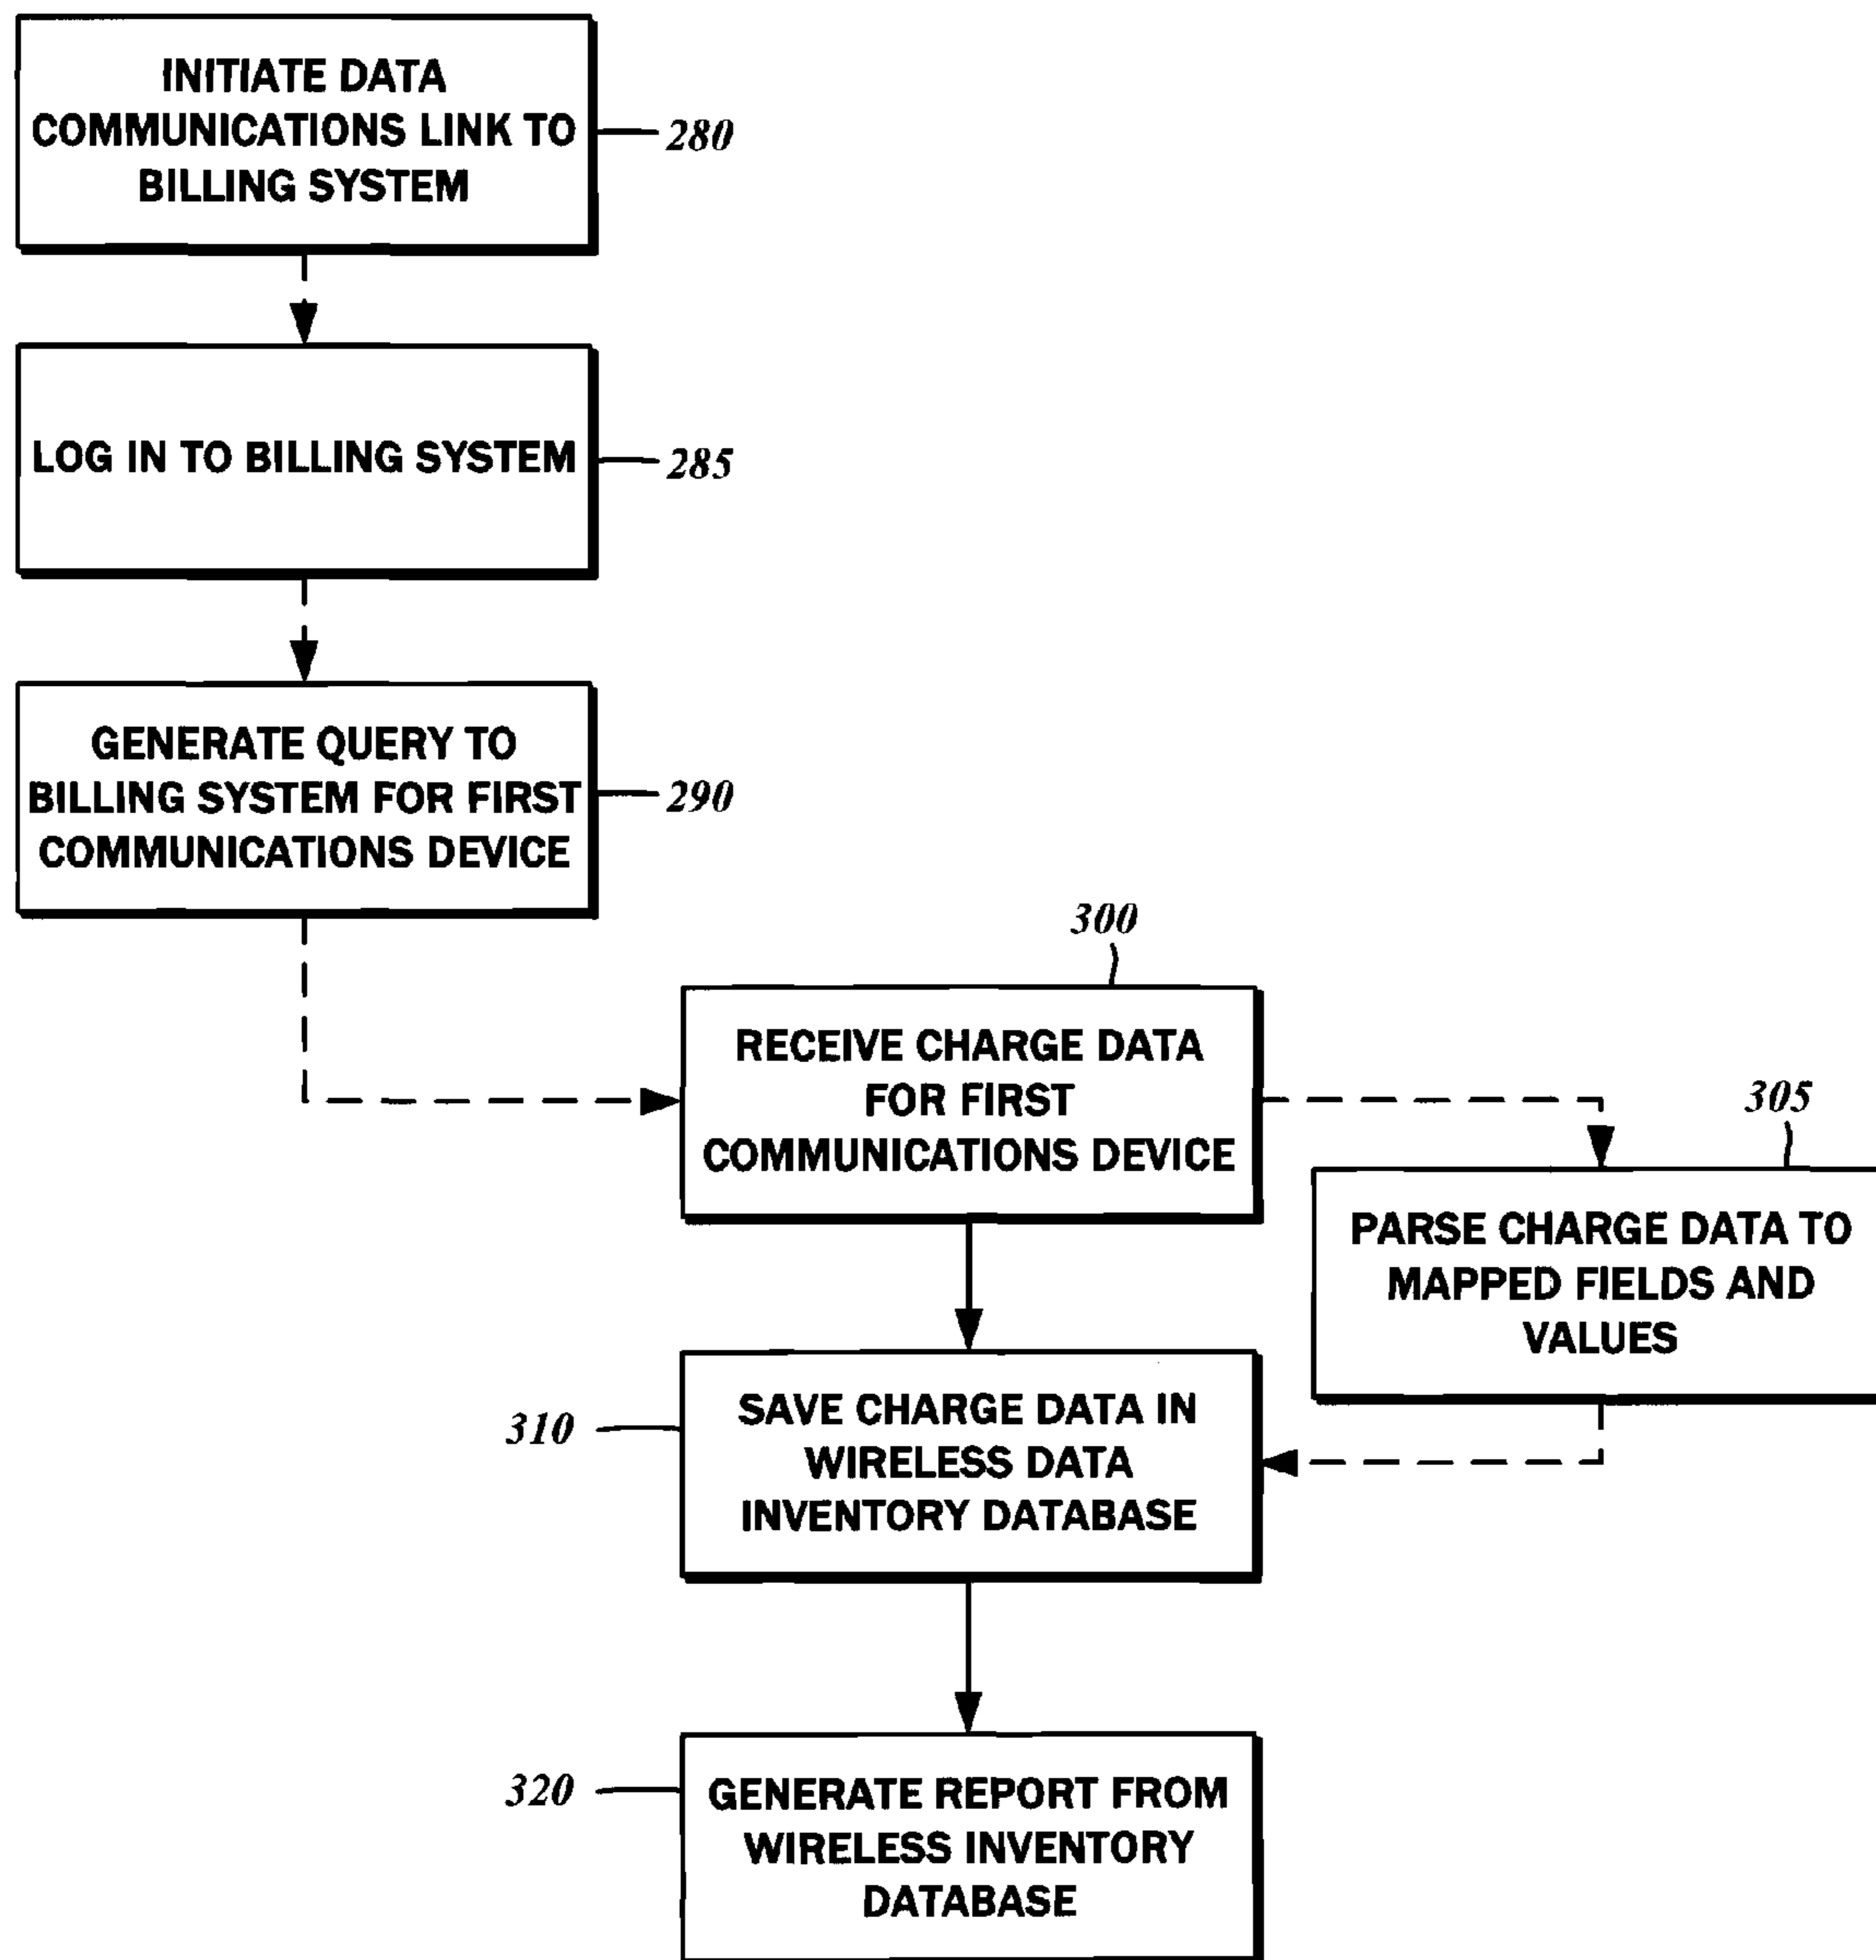 INITIATE DATA
COMMUNICATIONS LINK TO
BILLING SYSTEM
280
LOG IN TO BILLING SYSTEM
285
GENERATE QUERY TO
BILLING SYSTEM FOR FIRST
COMMUNICATIONS DEVICE
290
300
RECEIVE CHARGE DATA
FOR FIRST
COMMUNICATIONS DEVICE
305
PARSE CHARGE DATA TO
MAPPED FIELDS AND
VALUES
310
SAVE CHARGE DATA IN
WIRELESS DATA
INVENTORY DATABASE
320
GENERATE REPORT FROM
WIRELESS INVENTORY
DATABASE